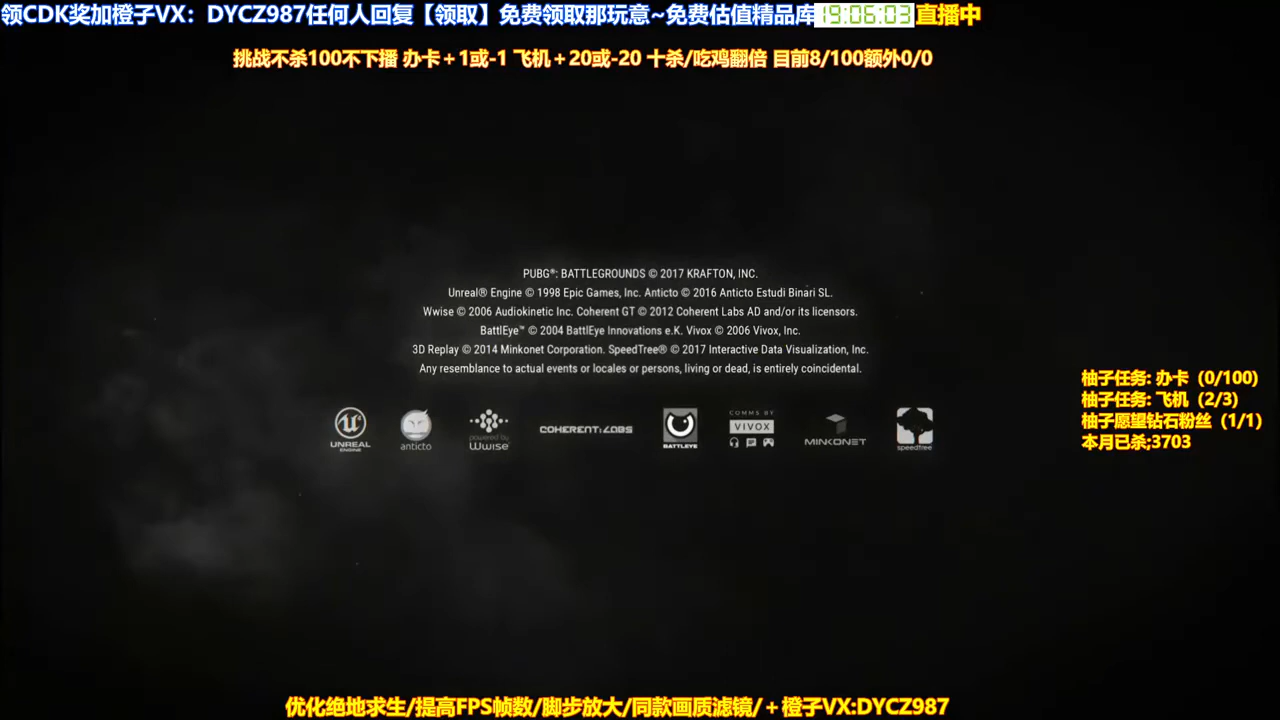 领CDK奖加橙子VX：DYCZ987任何人回复【领取】免费领取那玩意~免费估值精品库19:06:03直播中
挑战不杀100不下播 办卡＋1或-1 飞机＋20或-20 十杀/吃鸡翻倍 目前8/100额外0/0
PUBG®: BATTLEGROUNDS © 2017 KRAFTON, INC.
Unreal® Engine © 1998 Epic Games, Inc. Anticto © 2016 Anticto Estudi Binari SL.
Wwise © 2006 Audiokinetic Inc. Coherent GT © 2012 Coherent Labs AD and/or its licensors.
BattlEye™ © 2004 BattlEye Innovations e.K. Vivox © 2006 Vivox, Inc.
3D Replay © 2014 Minkonet Corporation. SpeedTree® © 2017 Interactive Data Visualization, Inc.
Any resemblance to actual events or locales or persons, living or dead, is entirely coincidental.
柚子任务: 办卡（0/100)
柚子任务: 飞机（2/3)
柚子愿望钻石粉丝（1/1）
本月已杀;3703
UNREAL ENGINE
anticto
powered by Wwise
COHERENT:LABS
BATTLEYE
COMMS BY VIVOX
MINKONET
speedtree
优化绝地求生/提高FPS帧数/脚步放大/同款画质滤镜/＋橙子VX:DYCZ987